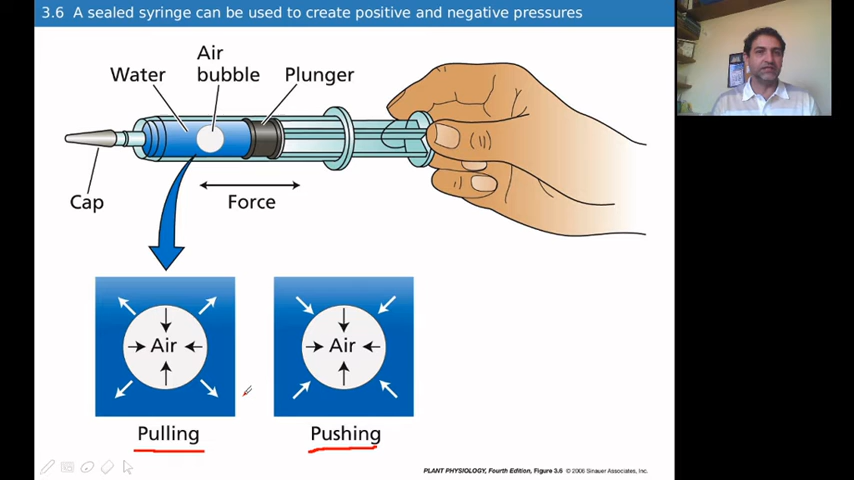 3.6 A sealed syringe can be used to create positive and negative pressures
Air
bubble
Water
Plunger
Cap
Force
Air
Air
Pulling
Pushing
PLANT PHYSIOLOGY, Fourth Edition, Figure 3.6 © 2006 Sinauer Associates, Inc.